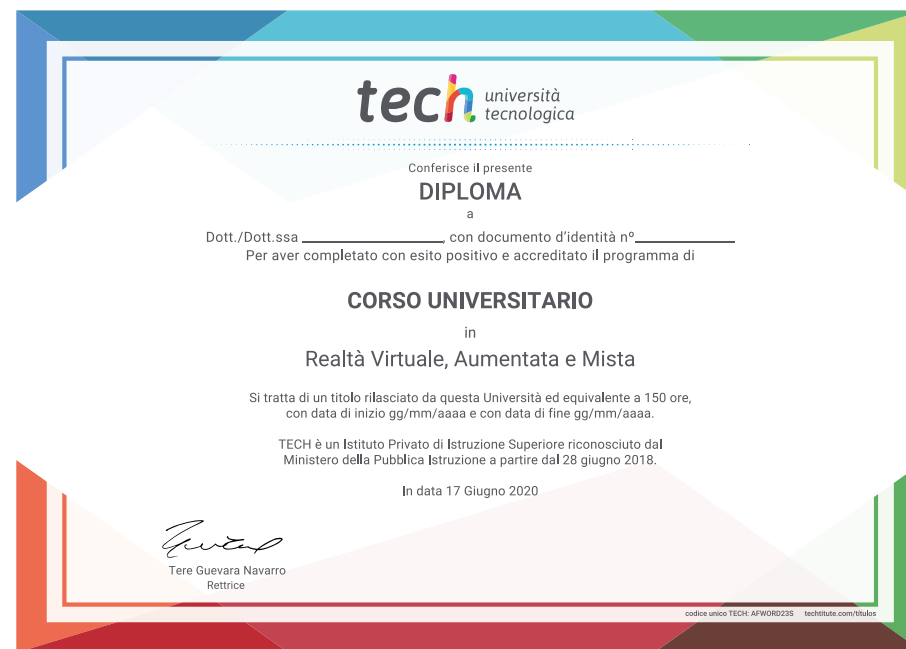 tech università
tecnologica
Conferisce il presente
DIPLOMA
a
Dott./Dott.ssa ____________, con documento d'identità nº__________
Per aver completato con esito positivo e accreditato il programma di
CORSO UNIVERSITARIO
in
Realtà Virtuale, Aumentata e Mista
Si tratta di un titolo rilasciato da questa Università ed equivalente a 150 ore,
con data di inizio gg/mm/aaaa e con data di fine gg/mm/aaaa.
TECH è un Istituto Privato di Istruzione Superiore riconosciuto dal
Ministero della Pubblica Istruzione a partire dal 28 giugno 2018.
In data 17 Giugno 2020
Tere Guevara Navarro
Rettrice
codice unico TECH: AFWORD23S techtitute.com/titulos